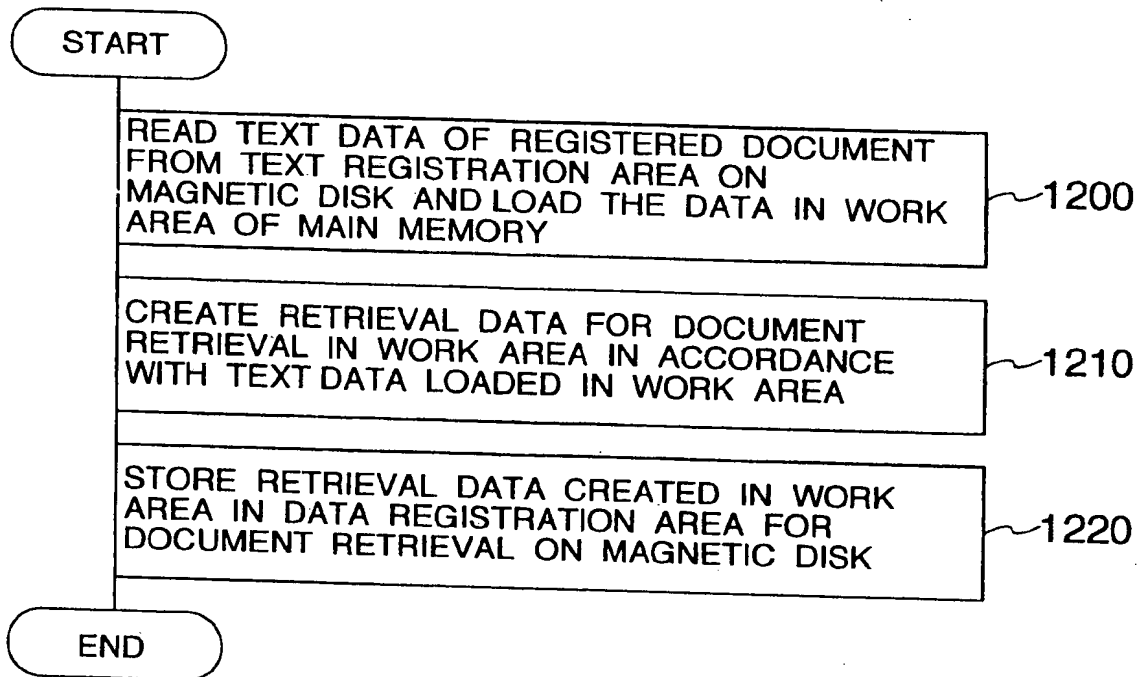 START
READ TEXT DATA OF REGISTERED DOCUMENT
FROM TEXT REGISTRATION AREA ON
MAGNETIC DISK AND LOAD THE DATA IN WORK
AREA OF MAIN MEMORY
1200
CREATE RETRIEVAL DATA FOR DOCUMENT
RETRIEVAL IN WORK AREA IN ACCORDANCE
WITH TEXT DATA LOADED IN WORK AREA
1210
STORE RETRIEVAL DATA CREATED IN WORK
AREA IN DATA REGISTRATION AREA FOR
DOCUMENT RETRIEVAL ON MAGNETIC DISK
1220
END